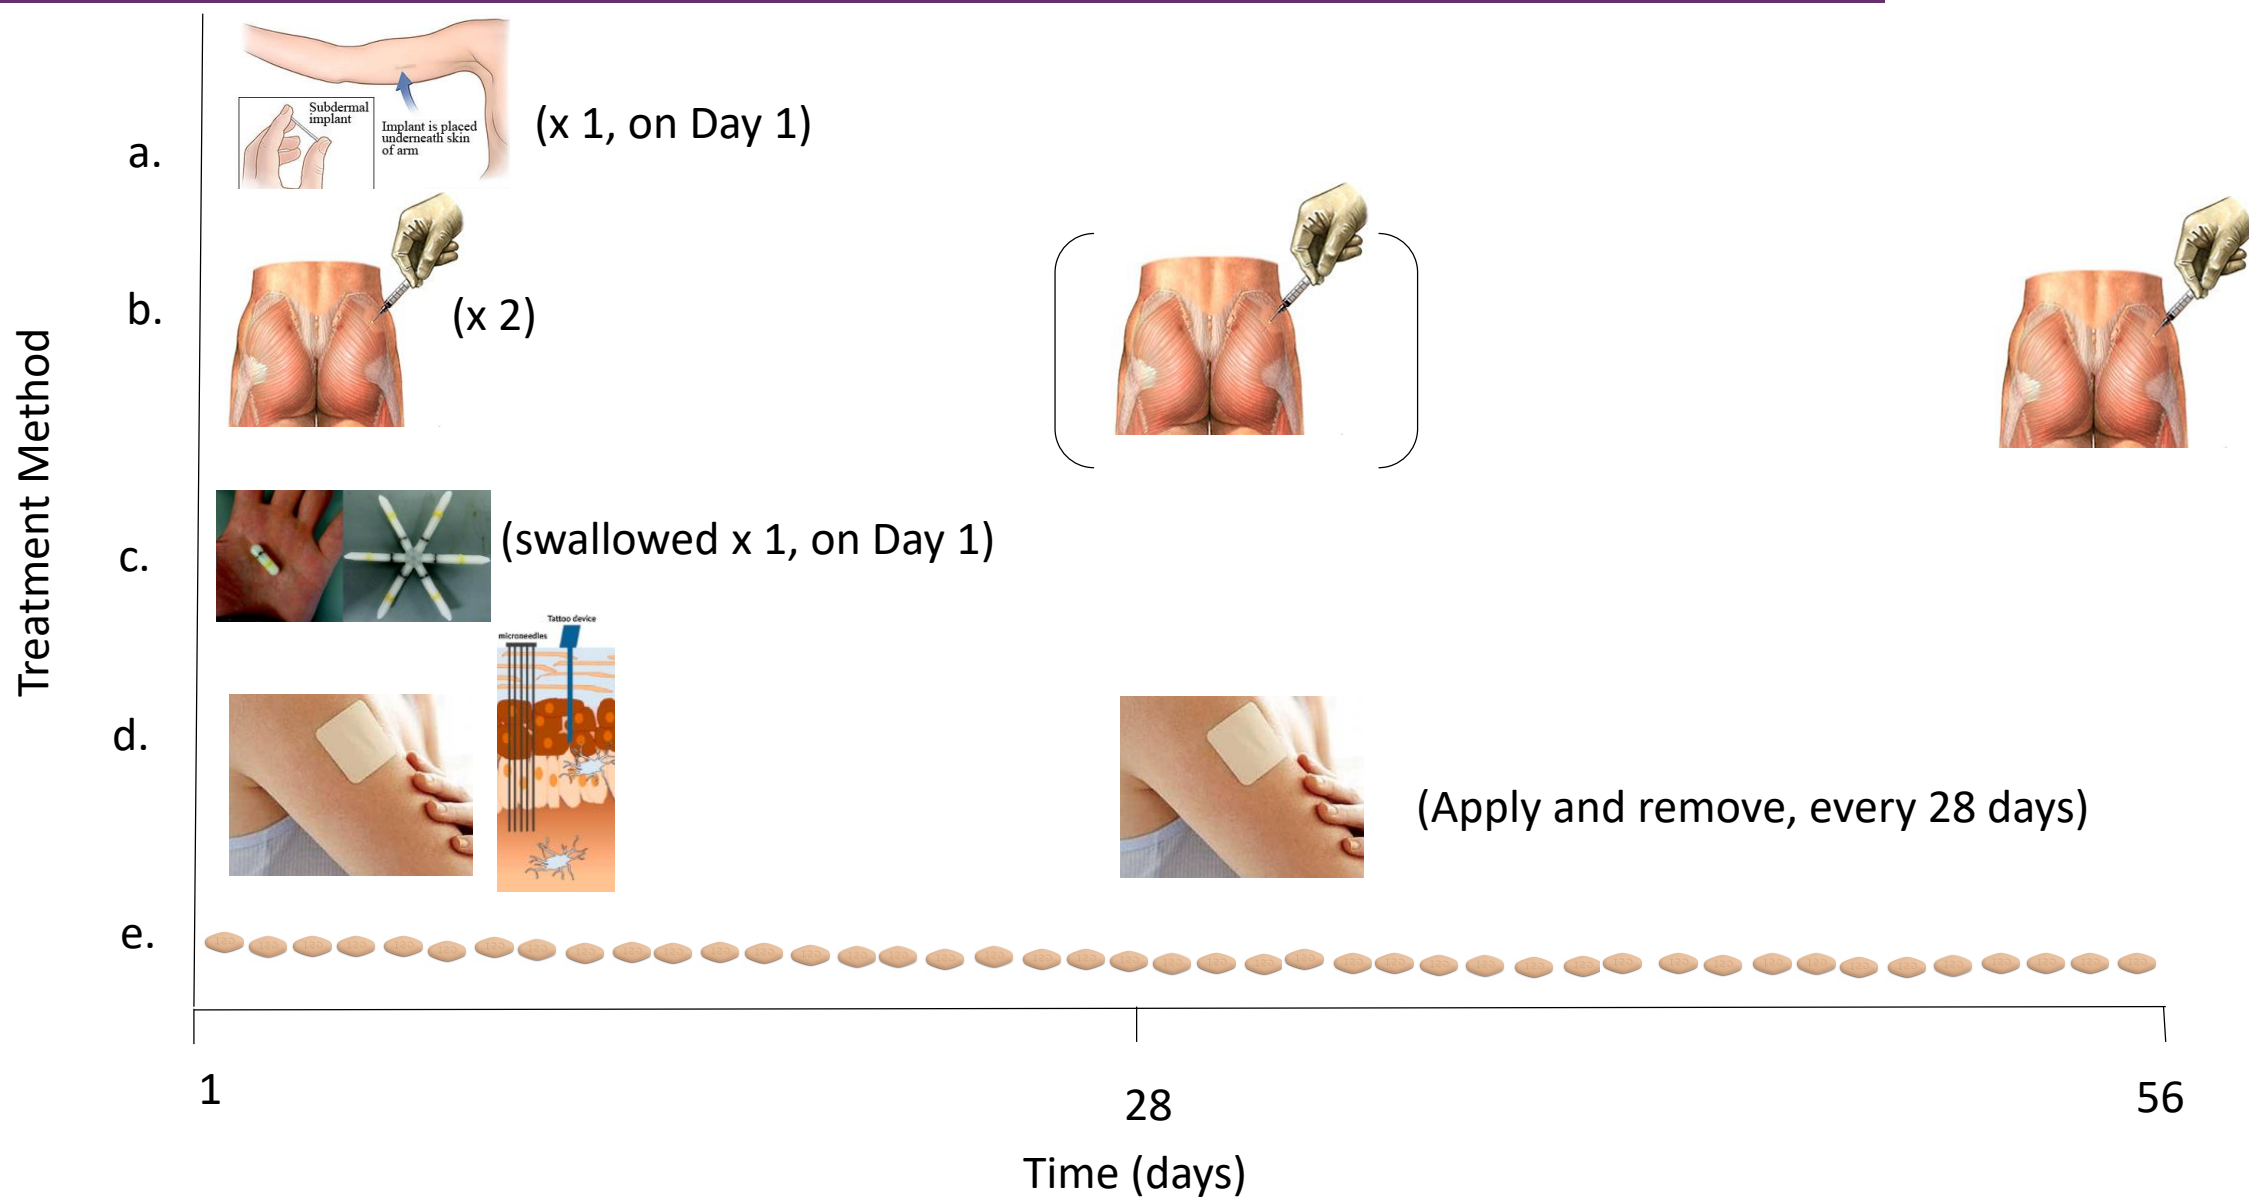 Subdermal
implant
Implant is placed
underneath skin
of arm
(x 1, on Day 1)
a.
b.
(x 2)
c.
(swallowed x 1, on Day 1)
Tattoo device
microneedles
d.
(Apply and remove, every 28 days)
e.
Treatment Method
1
28
56
Time (days)